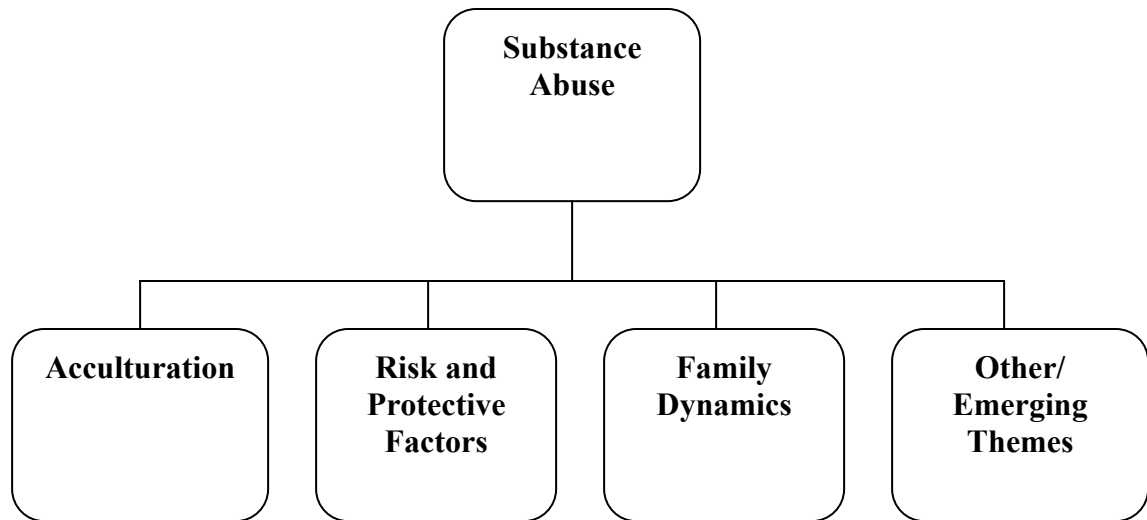 Substance
Abuse
Acculturation
Risk and
Protective
Factors
Family
Dynamics
Other/
Emerging
Themes